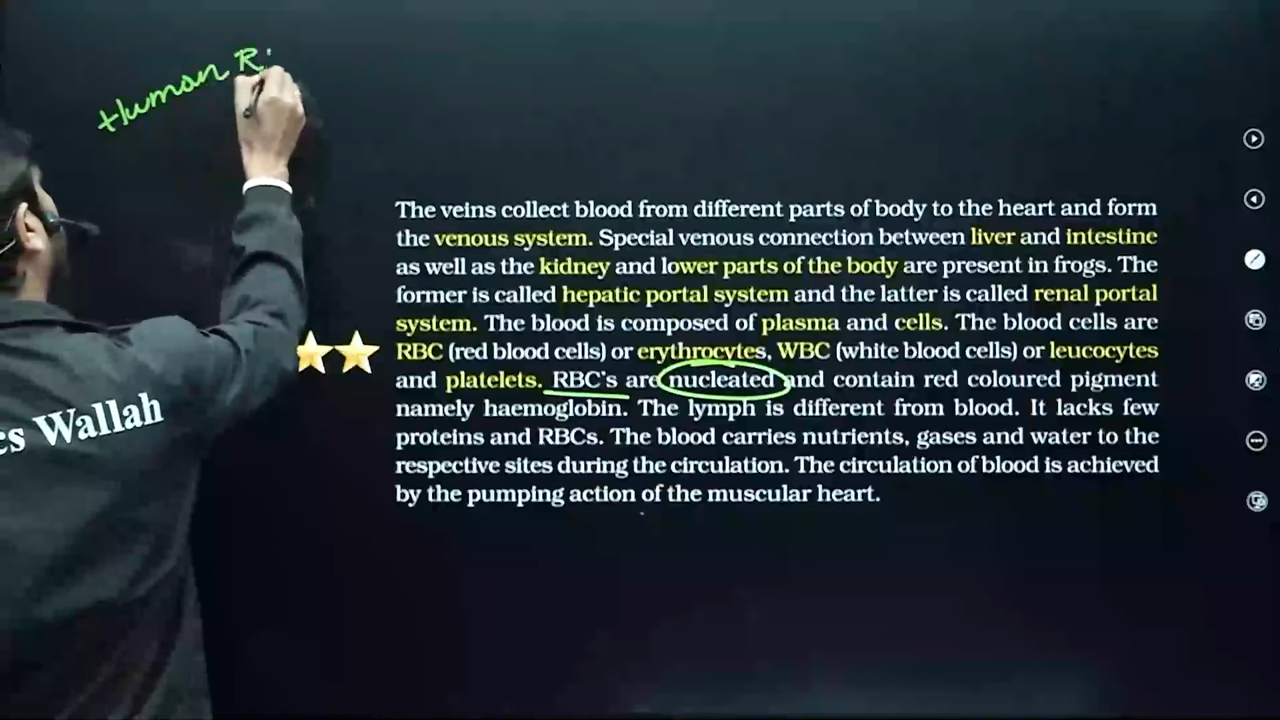 Human R.
The veins collect blood from different parts of body to the heart and form
the venous system. Special venous connection between liver and intestine
as well as the kidney and lower parts of the body are present in frogs. The
former is called hepatic portal system and the latter is called renal portal
system. The blood is composed of plasma and cells. The blood cells are
RBC (red blood cells) or erythrocytes, WBC (white blood cells) or leucocytes
and platelets. RBC's are nucleated and contain red coloured pigment
namely haemoglobin. The lymph is different from blood. It lacks few
proteins and RBCs. The blood carries nutrients, gases and water to the
respective sites during the circulation. The circulation of blood is achieved
by the pumping action of the muscular heart.
cs Wallah